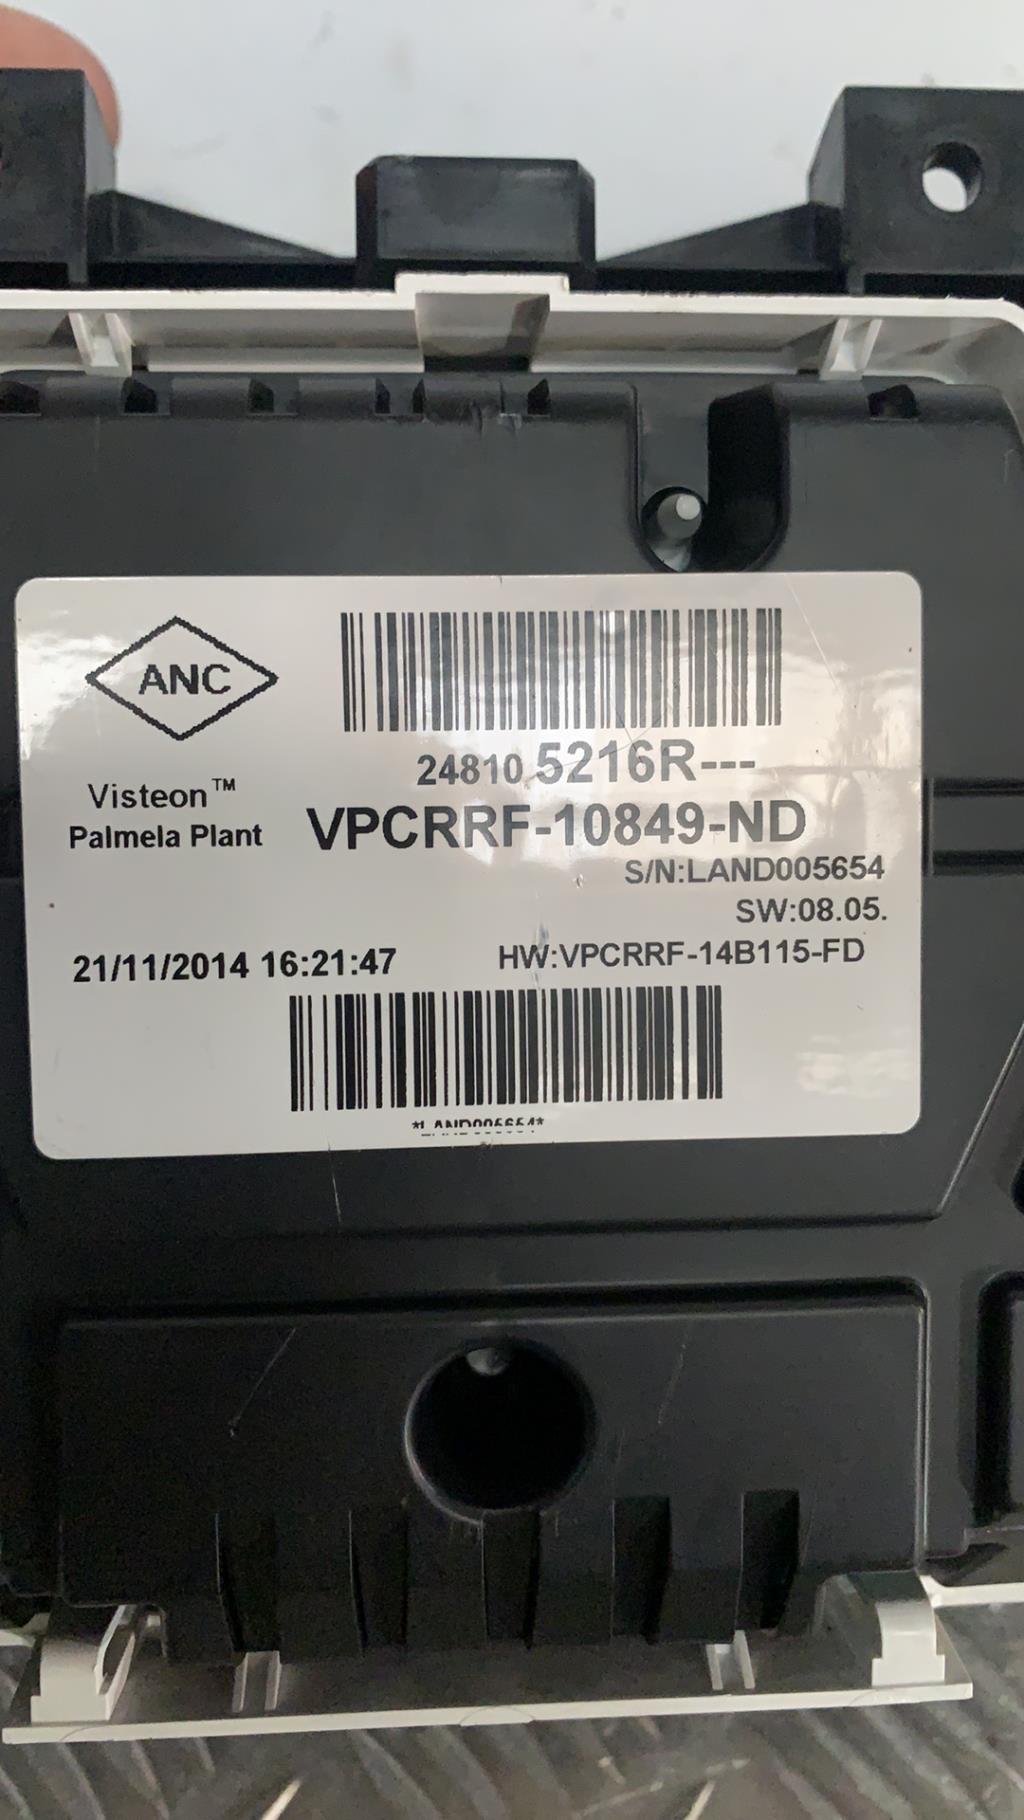 ANC
24810 5216R---
Visteon™
Palmela Plant
VPCRRF-10849-ND
S/N:LAND005654
SW:08.05.
21/11/2014 16:21:47
HW:VPCRRF-14B115-FD
*LAND005654*